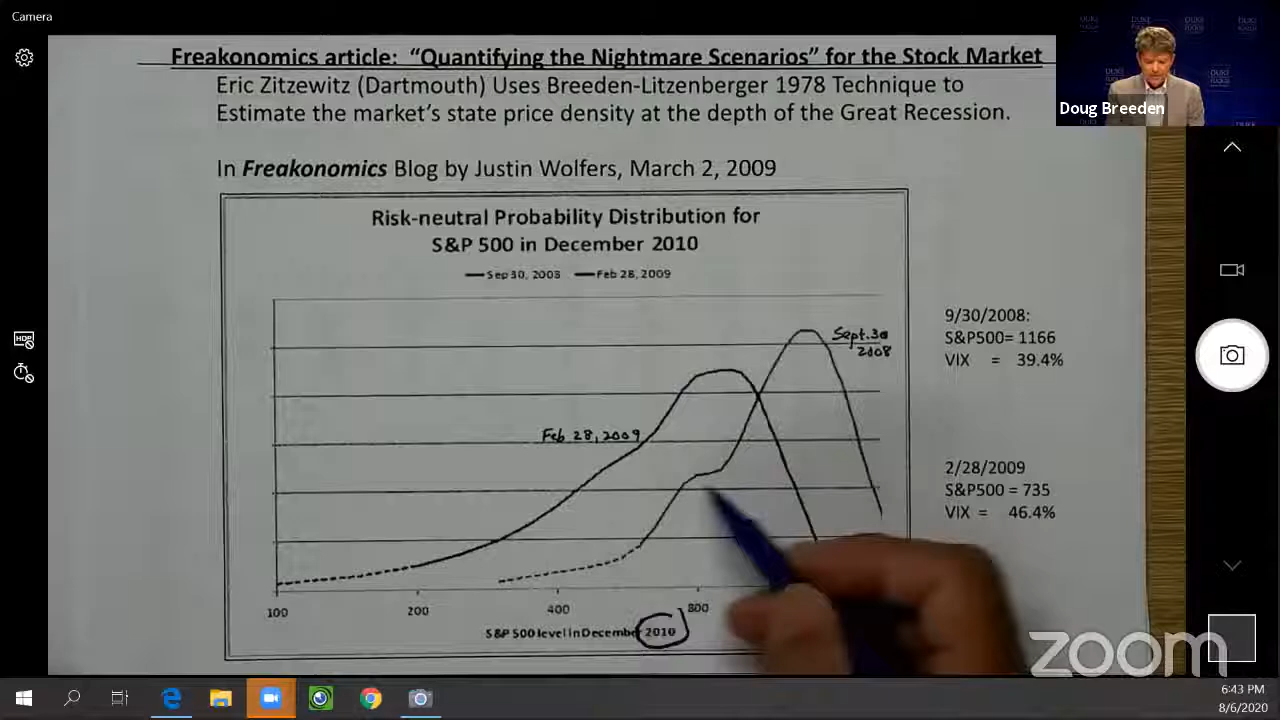 Camera
Freakonomics article: “Quantifying the Nightmare Scenarios” for the Stock Market
Eric Zitzewitz (Dartmouth) Uses Breeden-Litzenberger 1978 Technique to
Estimate the market’s state price density at the depth of the Great Recession.
Doug Breeden
In Freakonomics Blog by Justin Wolfers, March 2, 2009
Risk-neutral Probability Distribution for
S&P 500 in December 2010
Sep 30, 2008 Feb 28, 2009
Sept. 30
2008
Feb 28, 2009
9/30/2008:
S&P500= 1166
VIX = 39.4%
2/28/2009
S&P500 = 735
VIX = 46.4%
100 200 400 800
S&P 500 level in December 2010
zoom
6:43 PM
8/6/2020